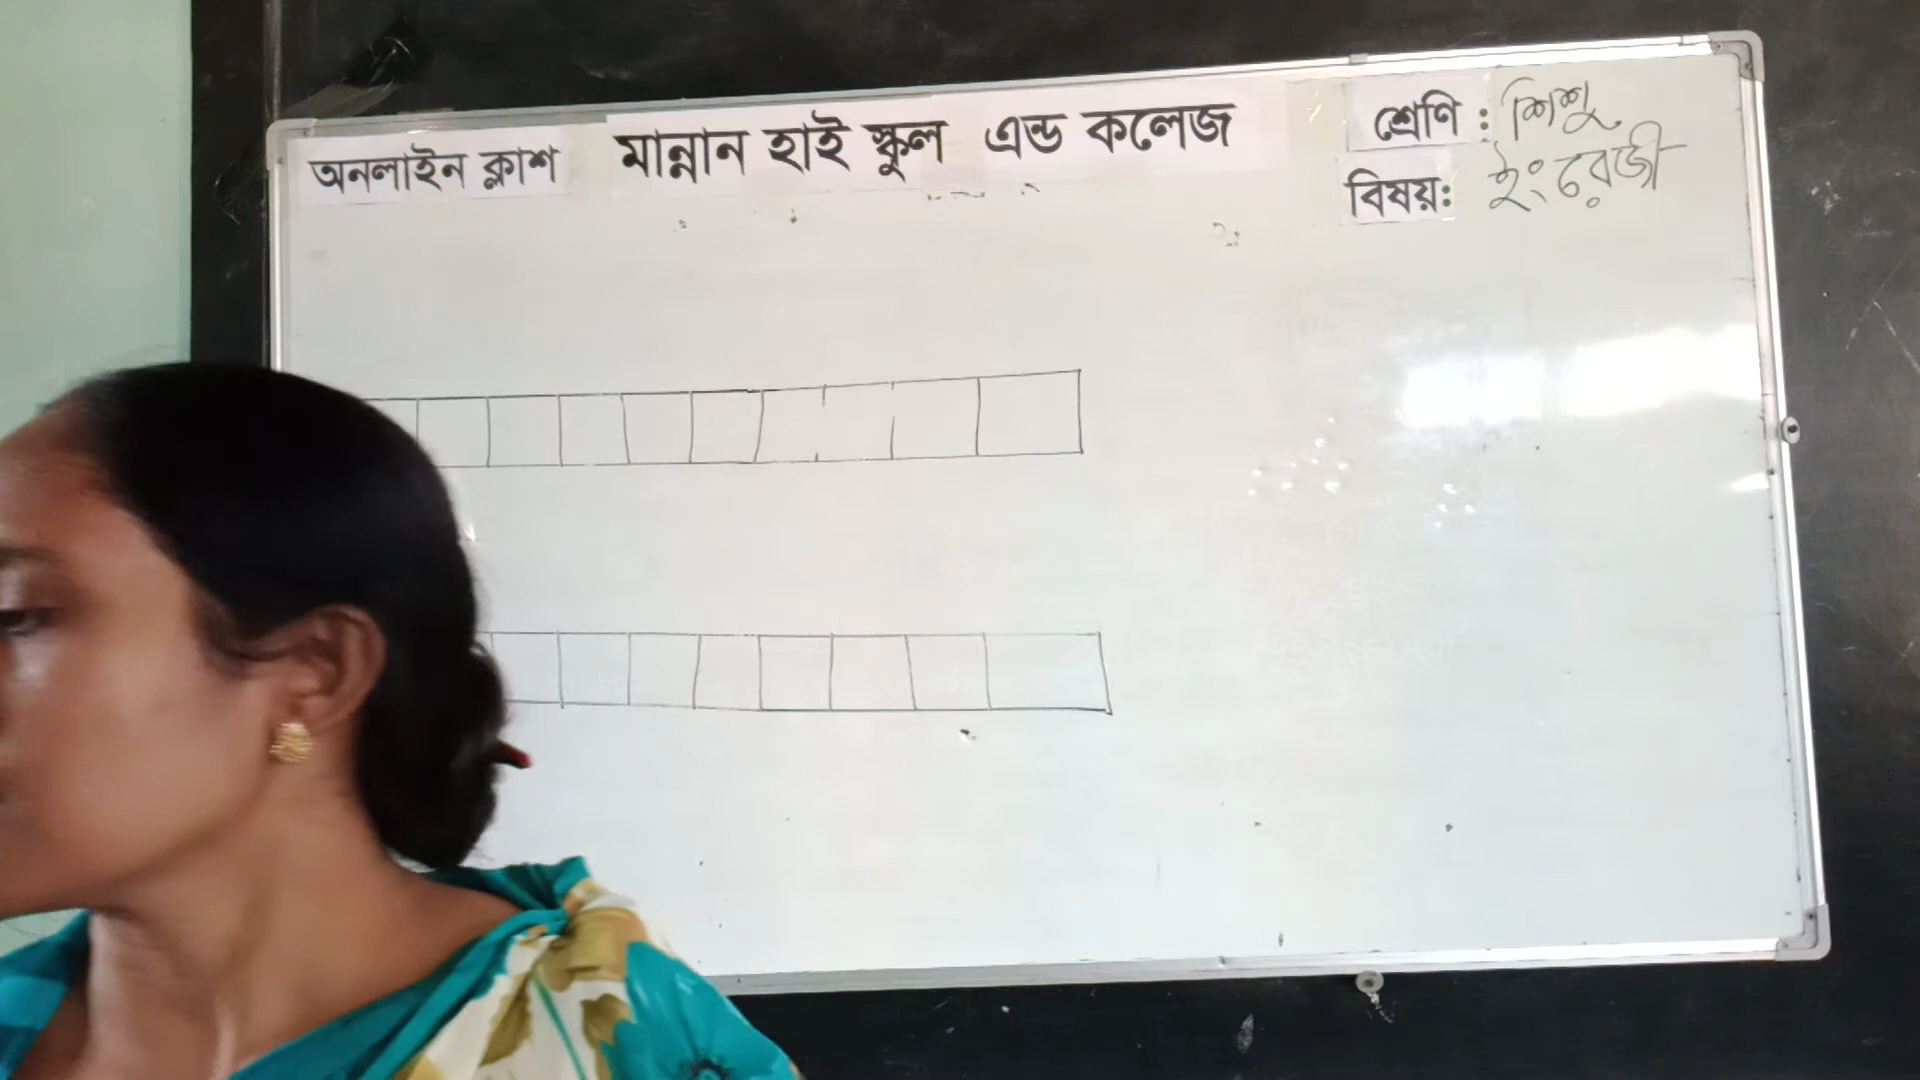 অনলাইন ক্লাশ মান্নান হাই স্কুল এন্ড কলেজ
শ্রেণি : শিশু
বিষয়: ইংরেজী